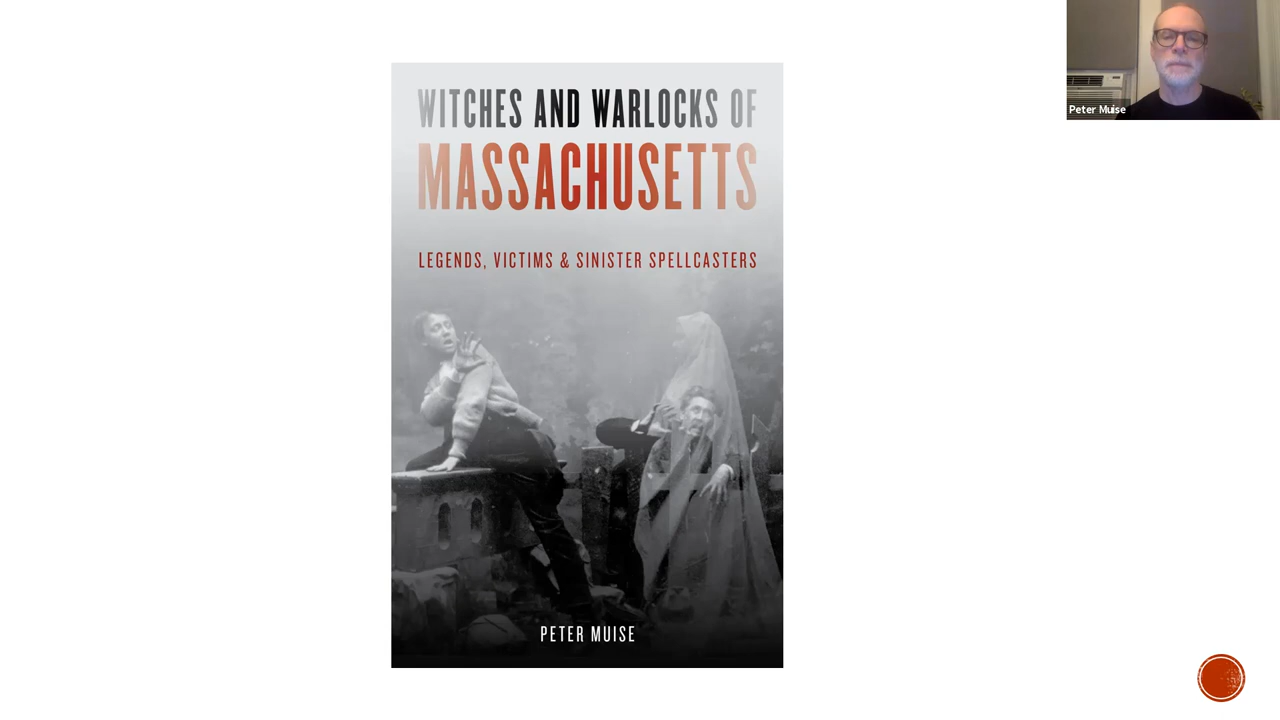 WITCHES AND WARLOCKS OF
MASSACHUSETTS
LEGENDS, VICTIMS & SINISTER SPELLCASTERS
PETER MUISE
Peter Muise